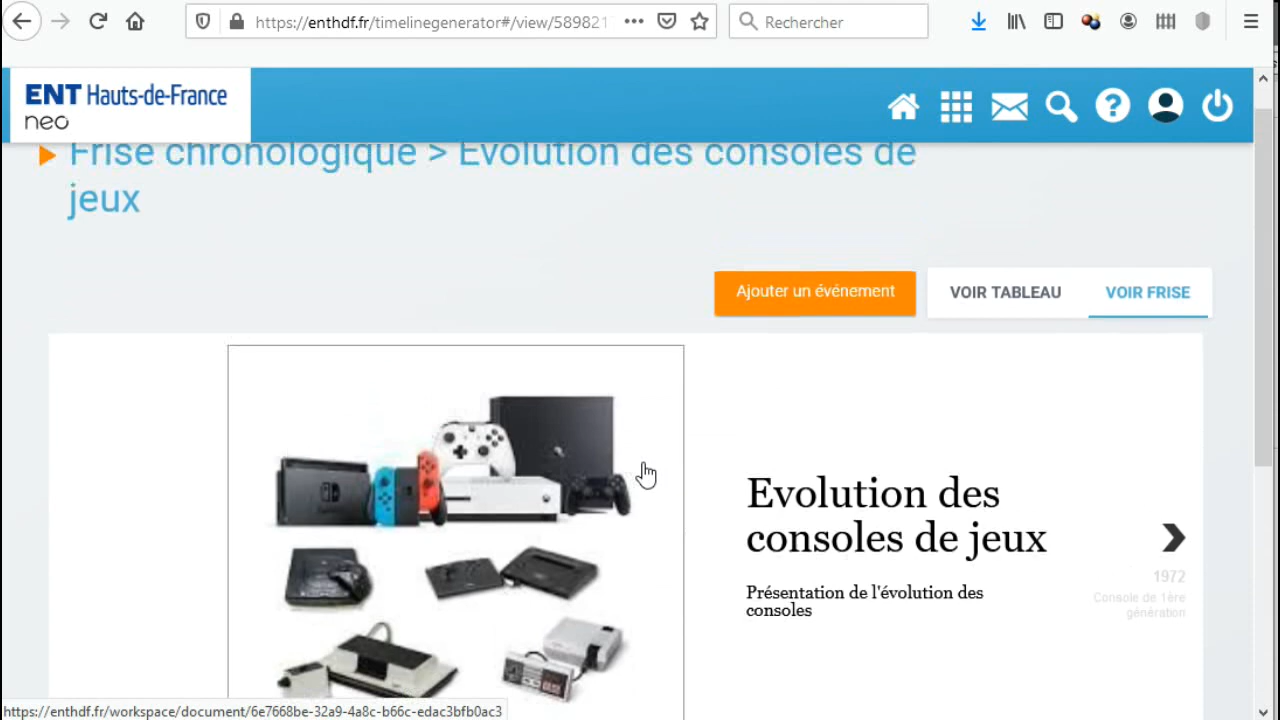 https://enthdf.fr/timelinegenerator#/view/589821
Rechercher
ENT Hauts-de-France
neo
Frise chronologique > Evolution des consoles de
jeux
Ajouter un événement
VOIR TABLEAU
VOIR FRISE
Evolution des
consoles de jeux
Présentation de l'évolution des
consoles
1972
Console de 1ère
génération
https://enthdf.fr/workspace/document/6e7668be-32a9-4a8c-b66c-edac3bfb0ac3